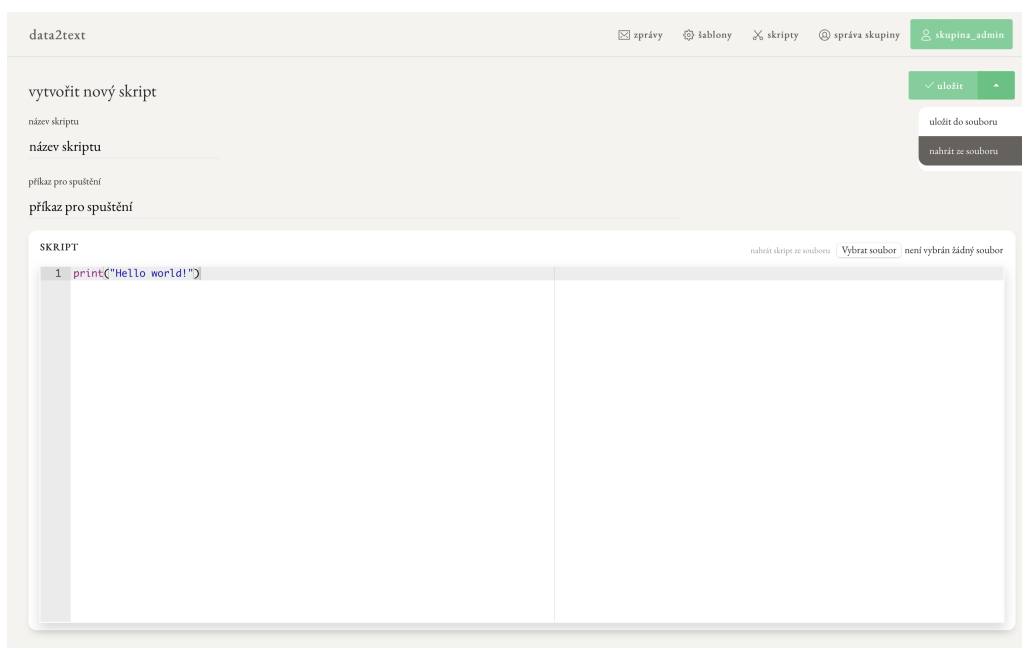 data2text
zprávy šablony skripty správa skupiny skupina_admin
vytvořit nový skript
uložit
název skriptu
uložit do souboru
název skriptu
nahrát ze souboru
příkaz pro spuštění
příkaz pro spuštění
SKRIPT
nahrát skript ze souboru Vybrat soubor není vybrán žádný soubor
1 print("Hello world!")